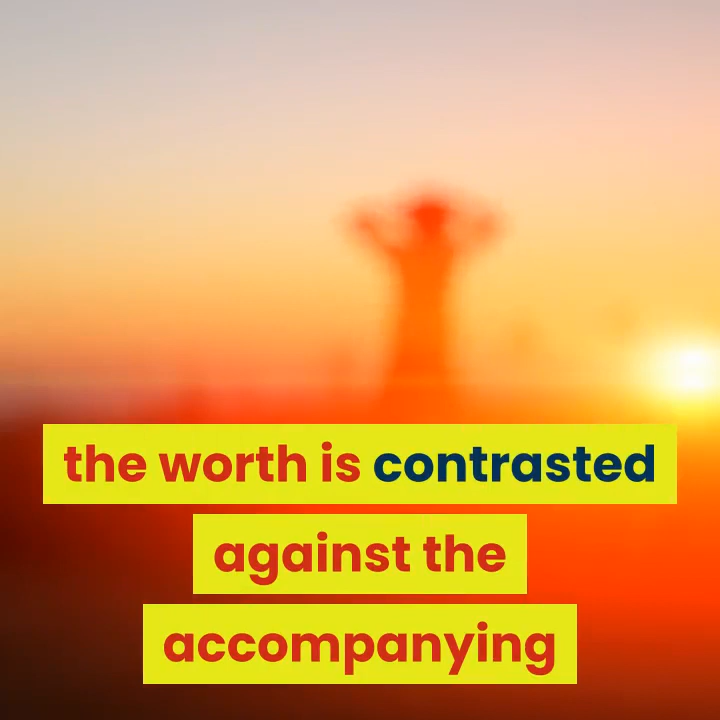 the worth is contrasted
against the
accompanying